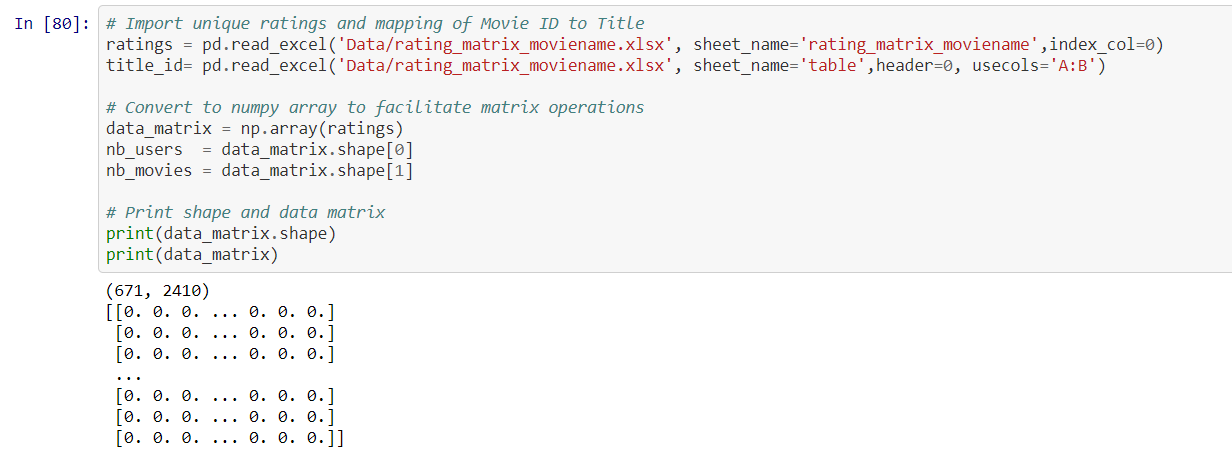 In [80]: # Import unique ratings and mapping of Movie ID to Title
ratings = pd.read_excel('Data/rating_matrix_moviename.xlsx', sheet_name='rating_matrix_moviename',index_col=0)
title_id= pd.read_excel('Data/rating_matrix_moviename.xlsx', sheet_name='table',header=0, usecols='A:B')
# Convert to numpy array to facilitate matrix operations
data_matrix = np.array(ratings)
nb_users  = data_matrix.shape[0]
nb_movies = data_matrix.shape[1]
# Print shape and data matrix
print(data_matrix.shape)
print(data_matrix)
(671, 2410)
[[0. 0. 0. ... 0. 0. 0.]
 [0. 0. 0. ... 0. 0. 0.]
 [0. 0. 0. ... 0. 0. 0.]
 ...
 [0. 0. 0. ... 0. 0. 0.]
 [0. 0. 0. ... 0. 0. 0.]
 [0. 0. 0. ... 0. 0. 0.]]